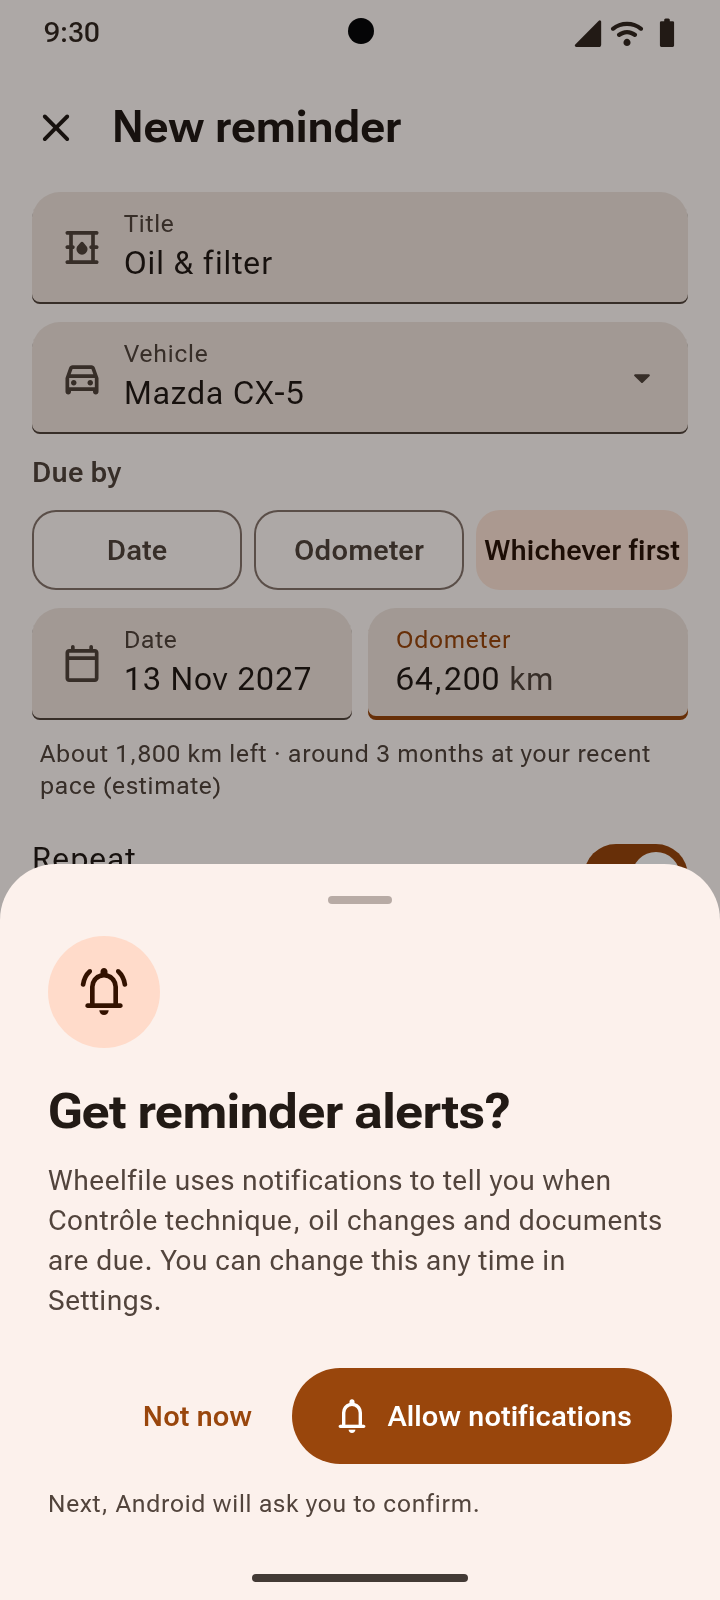 9:30
New reminder
Title
Oil & filter
Vehicle
Mazda CX-5
Due by
Date
Odometer
Whichever first
Date
13 Nov 2027
Odometer
64,200 km
About 1,800 km left · around 3 months at your recent
pace (estimate)
Repeat
Get reminder alerts?
Wheelfile uses notifications to tell you when
Contrôle technique, oil changes and documents
are due. You can change this any time in
Settings.
Not now
Allow notifications
Next, Android will ask you to confirm.